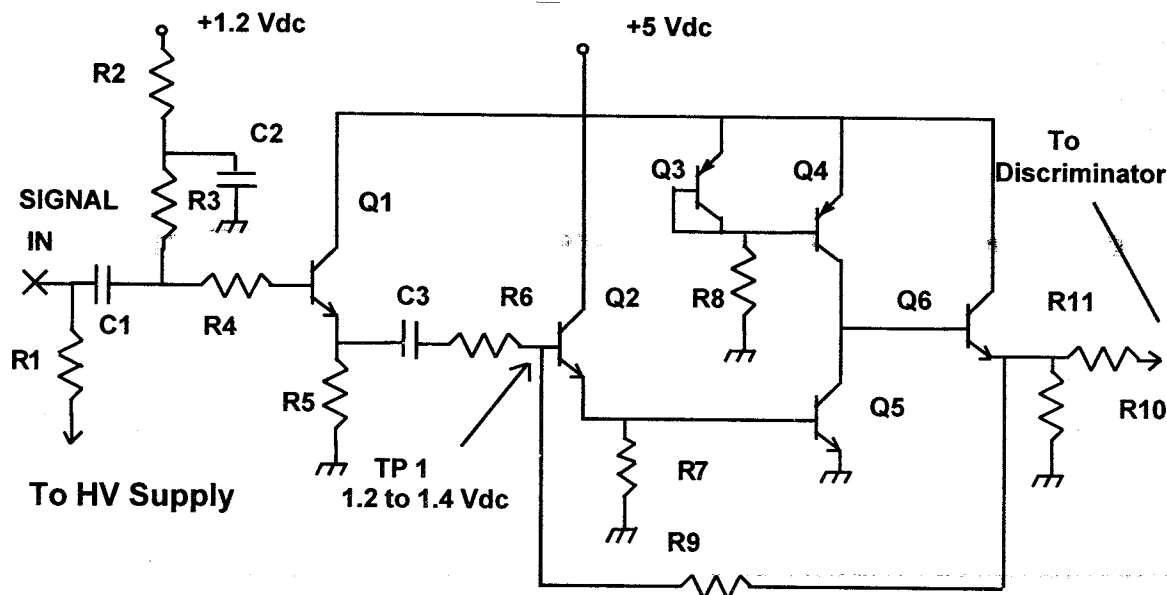 +1.2 Vdc
+5 Vdc
R2
C2
To
Discriminator
Q3
Q4
R3
SIGNAL
IN
Q1
C1
R4
C3
R6
Q2
R8
Q6
R11
R1
R5
Q5
R10
TP 1
1.2 to 1.4 Vdc
R7
To HV Supply
R9